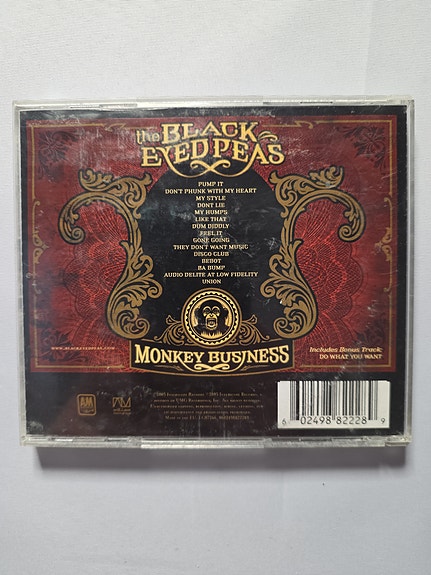 the BLACK
EYED PEAS
PUMP IT
DON'T PHUNK WITH MY HEART
MY STYLE
DONT LIE
MY HUMPS
LIKE THAT
DUM DIDDLY
FEEL IT
GONE GOING
THEY DON'T WANT MUSIC
DISCO CLUB
BEBOT
BA BUMP
AUDIO DELITE AT LOW FIDELITY
UNION
WWW.BLACKEYEDPEAS.COM
MONKEY BUSINESS
Includes Bonus Track:
DO WHAT YOU WANT
A&M
6 02498 82228 9